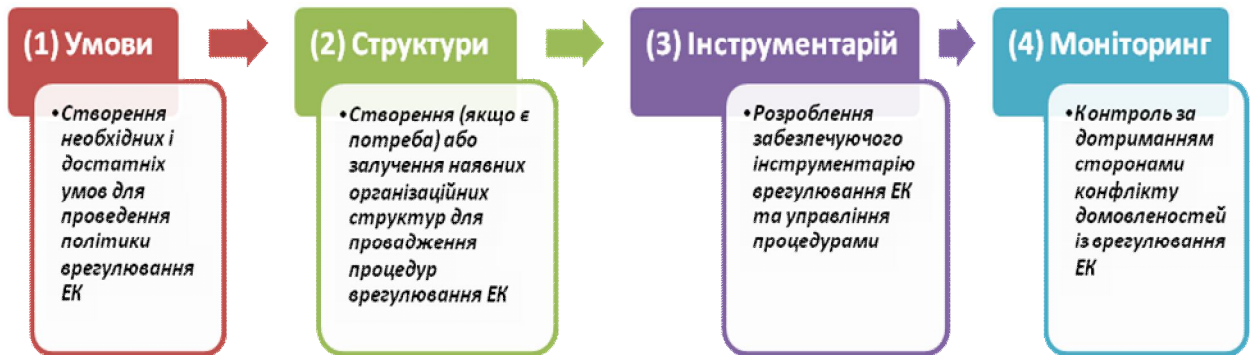 (1) Умови
•Створення
необхідних і
достатніх
умов для
проведення
політики
врегулювання
ЕК
(2) Структури
•Створення (якщо є
потреба) або
залучення наявних
організаційних
структур для
провадження
процедур
врегулювання ЕК
(3) Інструментарій
•Розроблення
забезпечуючого
інструментарію
врегулювання ЕК
та управління
процедурами
(4) Моніторинг
•Контроль за
дотриманням
сторонами
конфлікту
домовленостей
із врегулювання
ЕК